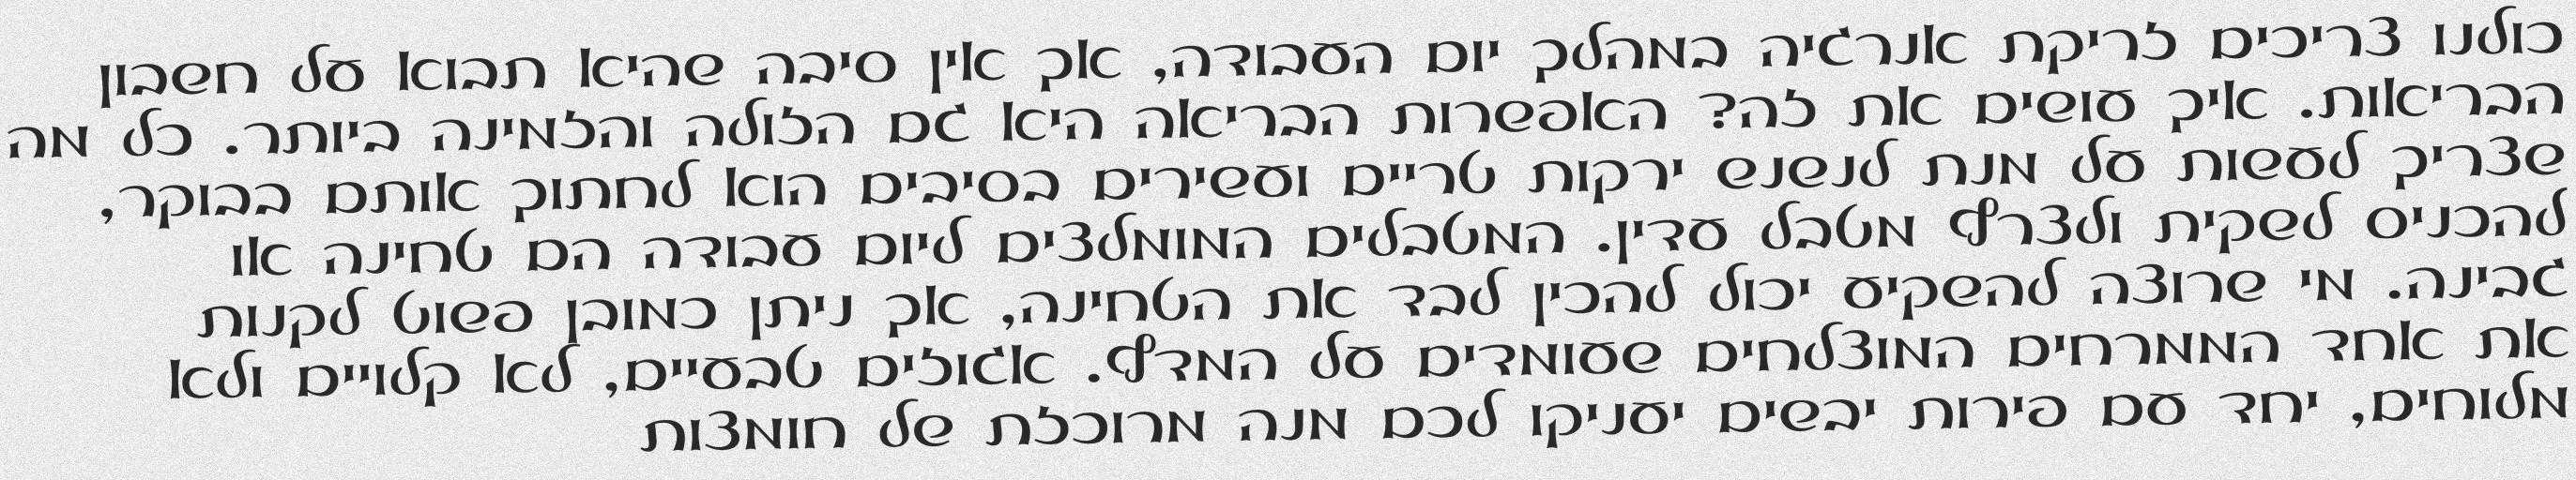 כולנו צריכים זריקת אנרגיה במהלך יום העבודה, אך אין סיבה שהיא תבוא על חשבון
הבריאות. איך עושים את זה? האפשרות הבריאה היא גם הזולה והזמינה ביותר. כל מה
שצריך לעשות על מנת לנשנש ירקות טריים ועשירים בסיבים הוא לחתוך אותם בבוקר,
להכניס לשקית ולצרף מטבל עדין. המטבלים המומלצים ליום עבודה הם טחינה או
גבינה. מי שרוצה להשקיע יכול להכין לבד את הטחינה, אך ניתן כמובן פשוט לקנות
את אחד הממרחים המוצלחים שעומדים על המדף. אגוזים טבעיים, לא קלויים ולא
מלוחים, יחד עם פירות יבשים יעניקו לכם מנה מרוכזת של חומצות